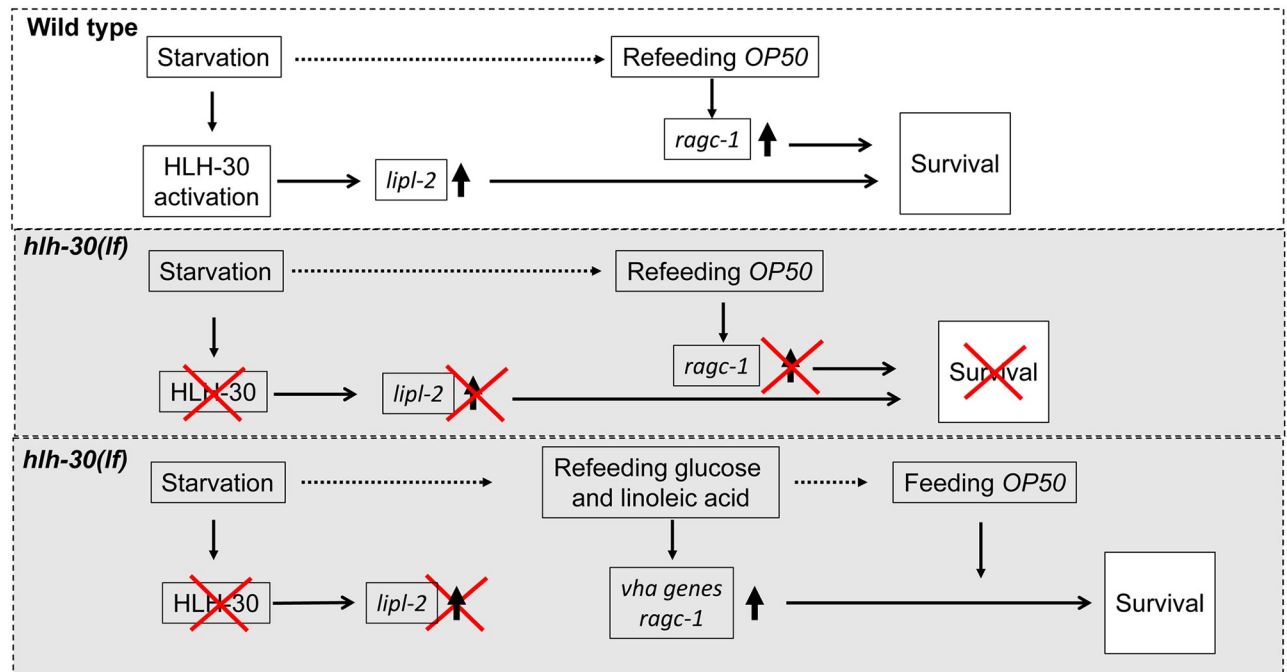 Wild type
Starvation
Refeeding OP50
ragc-1
HLH-30
activation
lipl-2
Survival
hlh-30(lf)
Starvation
Refeeding OP50
ragc-1
HLH-30
lipl-2
Survival
hlh-30(lf)
Starvation
Refeeding glucose
and linoleic acid
Feeding OP50
HLH-30
lipl-2
vha genes
ragc-1
Survival